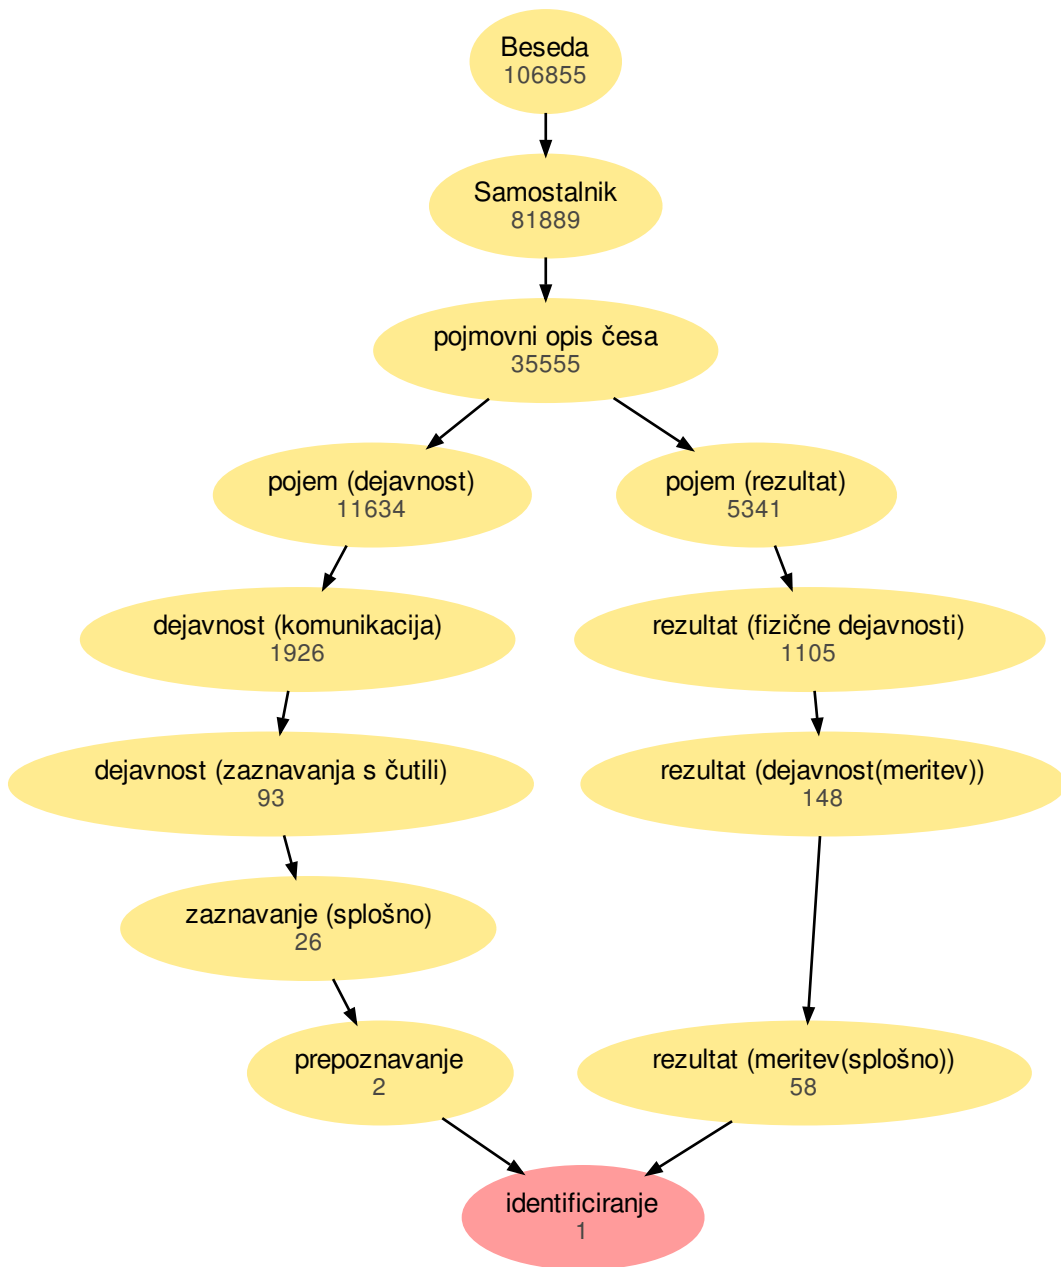 Beseda
106855
Samostalnik
81889
pojmovni opis česa
35555
pojem (dejavnost)
11634
pojem (rezultat)
5341
dejavnost (komunikacija)
1926
rezultat (fizične dejavnosti)
1105
dejavnost (zaznavanja s čutili)
93
rezultat (dejavnost(meritev))
148
zaznavanje (splošno)
26
prepoznavanje
2
rezultat (meritev(splošno))
58
identificiranje
1